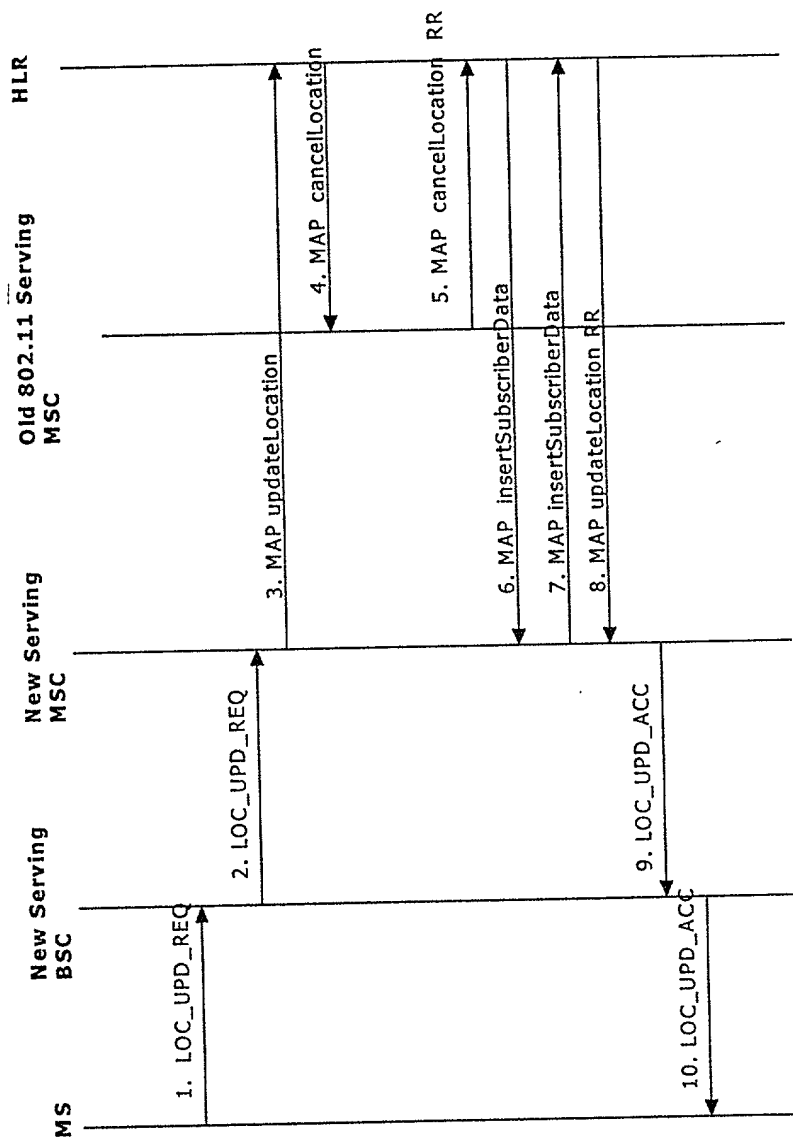 MS
New Serving
BSC
New Serving
MSC
Old 802.11 Serving
MSC
HLR
1. LOC_UPD_REQ
2. LOC_UPD_REQ
3. MAP updateLocation
4. MAP cancelLocation
5. MAP cancelLocation RR
6. MAP insertSubscriberData
7. MAP insertSubscriberData
8. MAP updateLocation RR
9. LOC_UPD_ACC
10. LOC_UPD_ACC